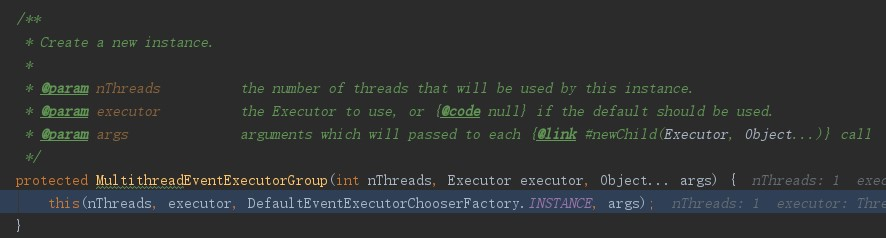 /**
* Create a new instance.
*
* @param nThreads the number of threads that will be used by this instance.
* @param executor the Executor to use, or {@code null} if the default should be used.
* @param args arguments which will passed to each {@link #newChild(Executor, Object...)} call
*/
protected MultithreadEventExecutorGroup(int nThreads, Executor executor, Object... args) { nThreads: 1
this(nThreads, executor, DefaultEventExecutorChooserFactory.INSTANCE, args); nThreads: 1 executor:
}